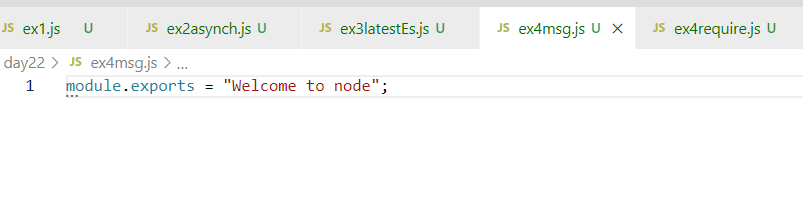 JS ex1.js U JS ex2asynch.js U JS ex3latestEs.js U JS ex4msg.js U JS ex4require.js U
day22 > JS ex4msg.js > ...
1 module.exports = "Welcome to node";